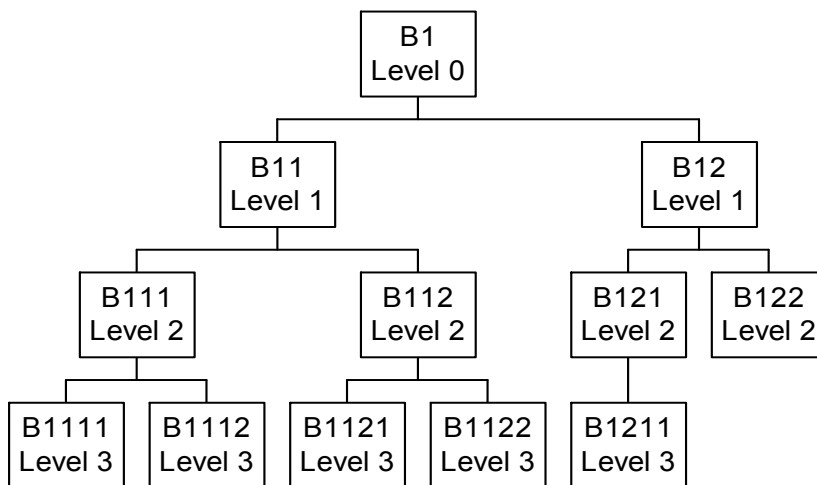 B1
Level 0
B11
Level 1
B12
Level 1
B111
Level 2
B112
Level 2
B121
Level 2
B122
Level 2
B1111
Level 3
B1112
Level 3
B1121
Level 3
B1122
Level 3
B1211
Level 3